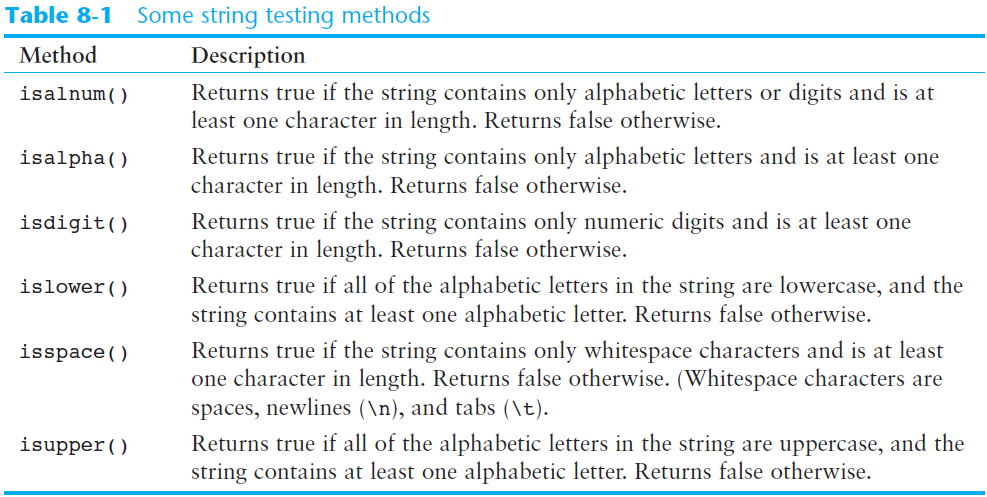 Table 8-1 Some string testing methods
Method Description
isalnum() Returns true if the string contains only alphabetic letters or digits and is at
least one character in length. Returns false otherwise.
isalpha() Returns true if the string contains only alphabetic letters and is at least one
character in length. Returns false otherwise.
isdigit() Returns true if the string contains only numeric digits and is at least one
character in length. Returns false otherwise.
islower() Returns true if all of the alphabetic letters in the string are lowercase, and the
string contains at least one alphabetic letter. Returns false otherwise.
isspace() Returns true if the string contains only whitespace characters and is at least
one character in length. Returns false otherwise. (Whitespace characters are
spaces, newlines (\n), and tabs (\t).
isupper() Returns true if all of the alphabetic letters in the string are uppercase, and the
string contains at least one alphabetic letter. Returns false otherwise.